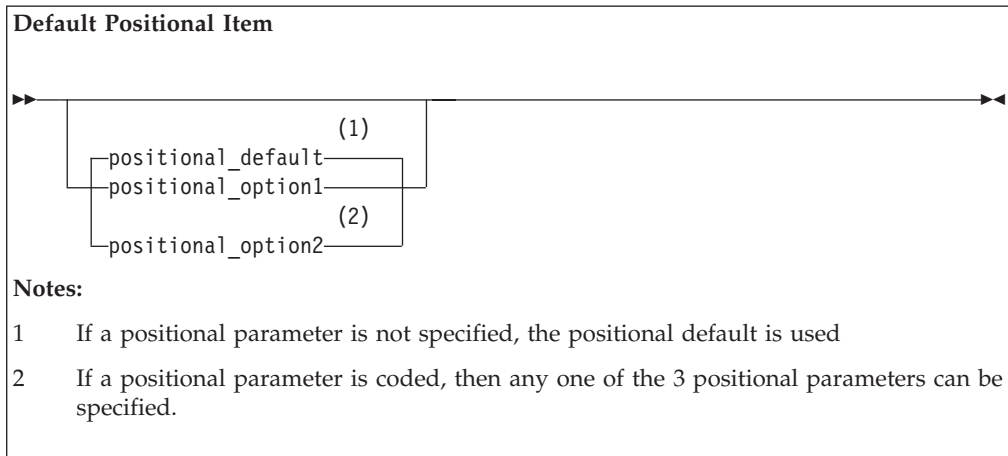 Default Positional Item
(1)
positional_default
positional_option1
(2)
positional_option2
Notes:
1 If a positional parameter is not specified, the positional default is used
2 If a positional parameter is coded, then any one of the 3 positional parameters can be
specified.